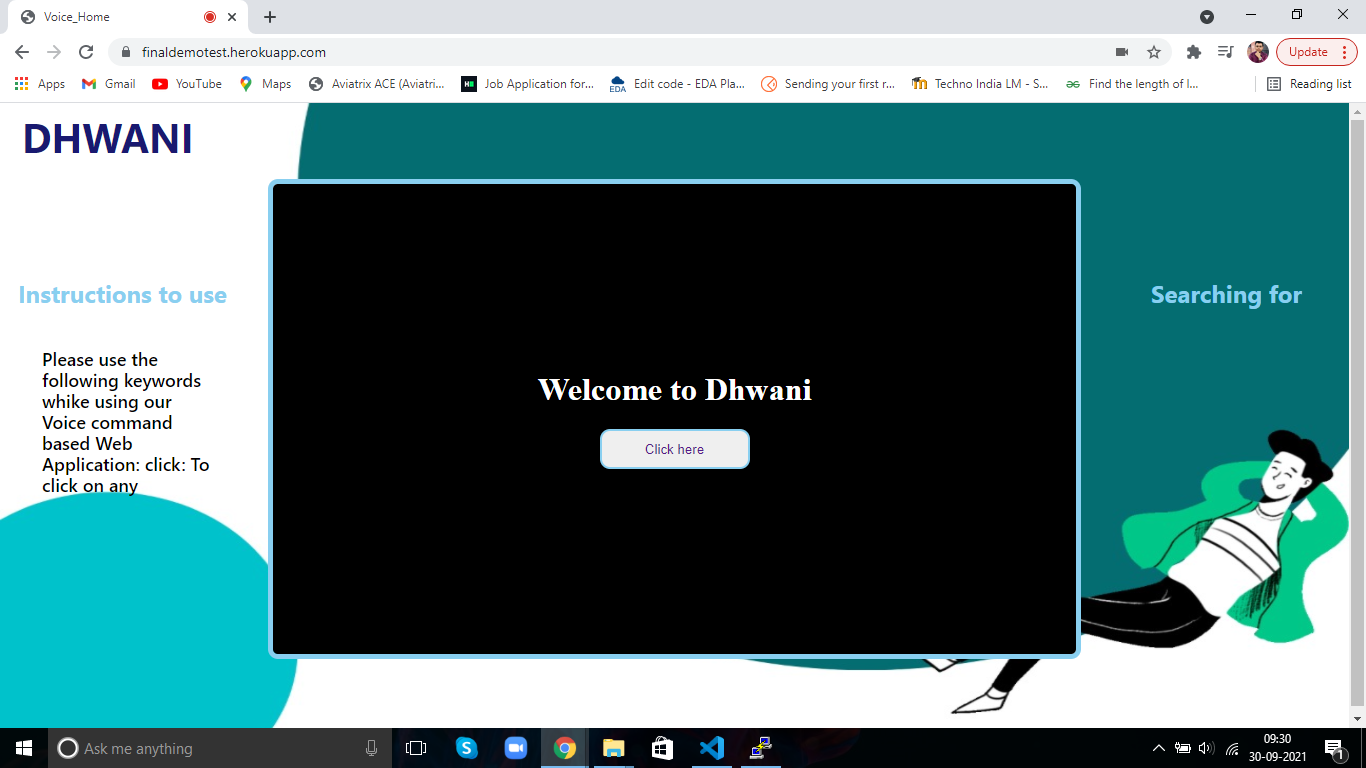 Voice_Home
finaldemotest.herokuapp.com
Update
Apps
Gmail
YouTube
Maps
Aviatrix ACE (Aviatri...
Job Application for...
Edit code - EDA Pla...
Sending your first r...
Techno India LM - S...
Find the length of l...
Reading list
DHWANI
Instructions to use
Please use the
following keywords
whike using our
Voice command
based Web
Application: click: To
click on any
Welcome to Dhwani
Click here
Searching for
Ask me anything
09:30
30-09-2021
1